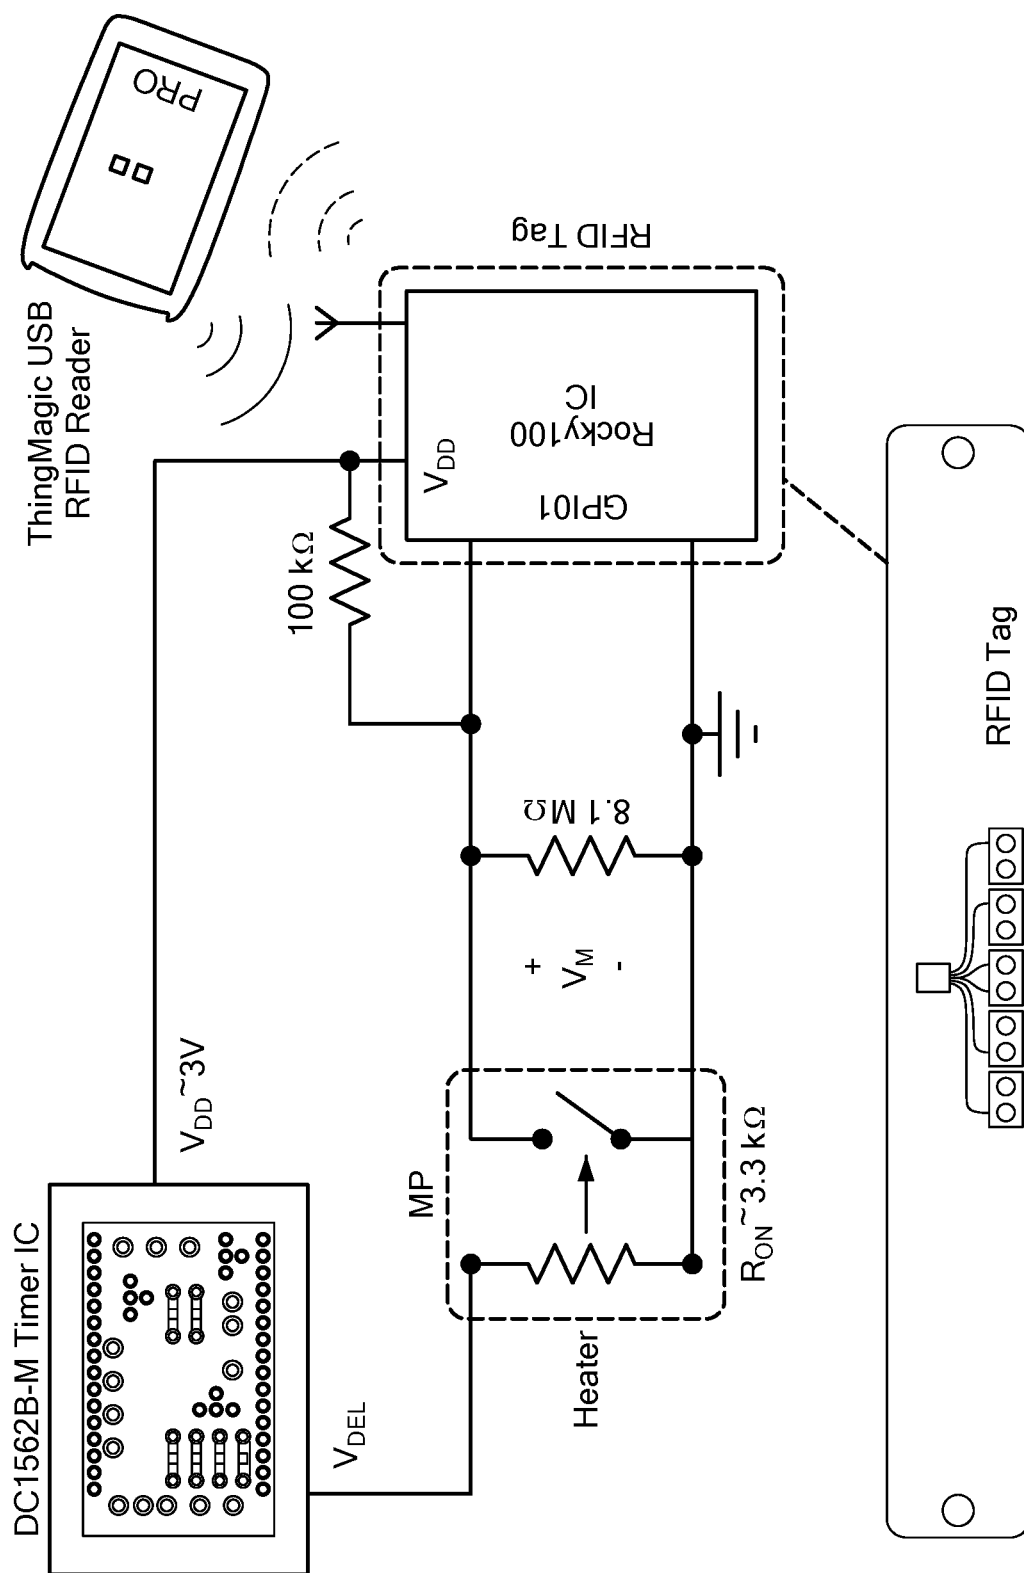 ThingMagic USB
RFID Reader
PRO
RFID Tag
V_DD
Rocky100
IC
GPI01
100 kΩ
8.1 MΩ
+
V_M
-
V_DD ~3V
DC1562B-M Timer IC
V_DEL
MP
Heater
R_ON ~3.3 kΩ
RFID Tag